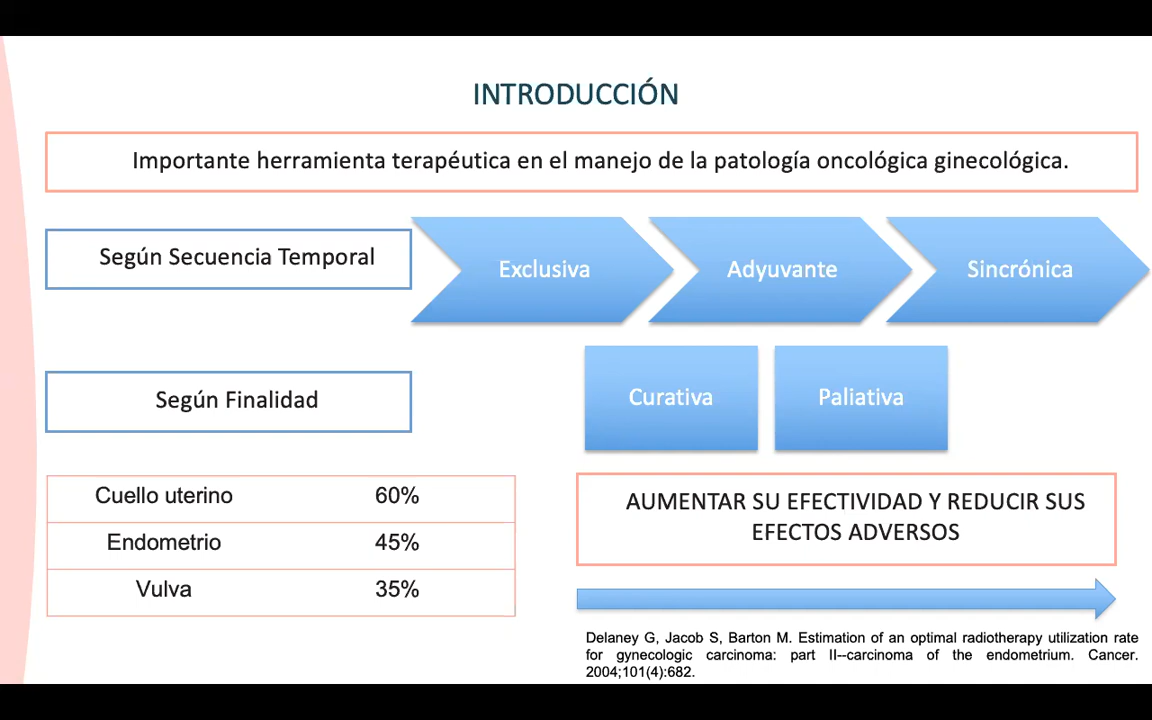 INTRODUCCIÓN
Importante herramienta terapéutica en el manejo de la patología oncológica ginecológica.
Según Secuencia Temporal
Exclusiva
Adyuvante
Sincrónica
Según Finalidad
Curativa
Paliativa
Cuello uterino 60%
Endometrio 45%
Vulva 35%
AUMENTAR SU EFECTIVIDAD Y REDUCIR SUS
EFECTOS ADVERSOS
Delaney G, Jacob S, Barton M. Estimation of an optimal radiotherapy utilization rate
for gynecologic carcinoma: part II--carcinoma of the endometrium. Cancer.
2004;101(4):682.